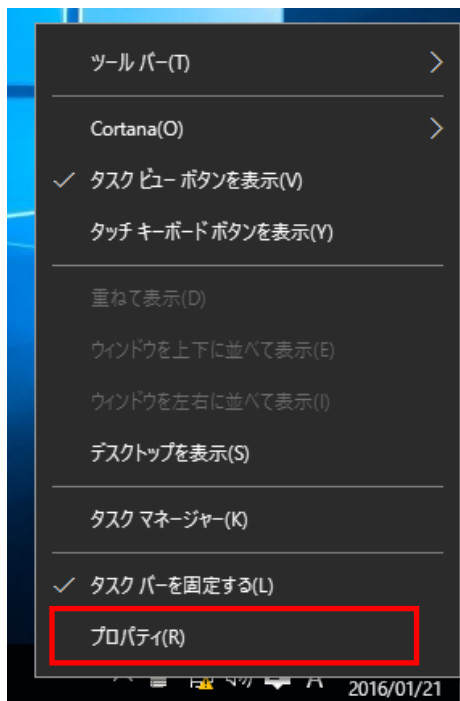 ツール バー(T)
Cortana(O)
タスク ビュー ボタンを表示(V)
タッチ キーボード ボタンを表示(Y)
重ねて表示(D)
ウィンドウを上下に並べて表示(E)
ウィンドウを左右に並べて表示(I)
デスクトップを表示(S)
タスク マネージャー(K)
タスク バーを固定する(L)
プロパティ(R)
A
2016/01/21